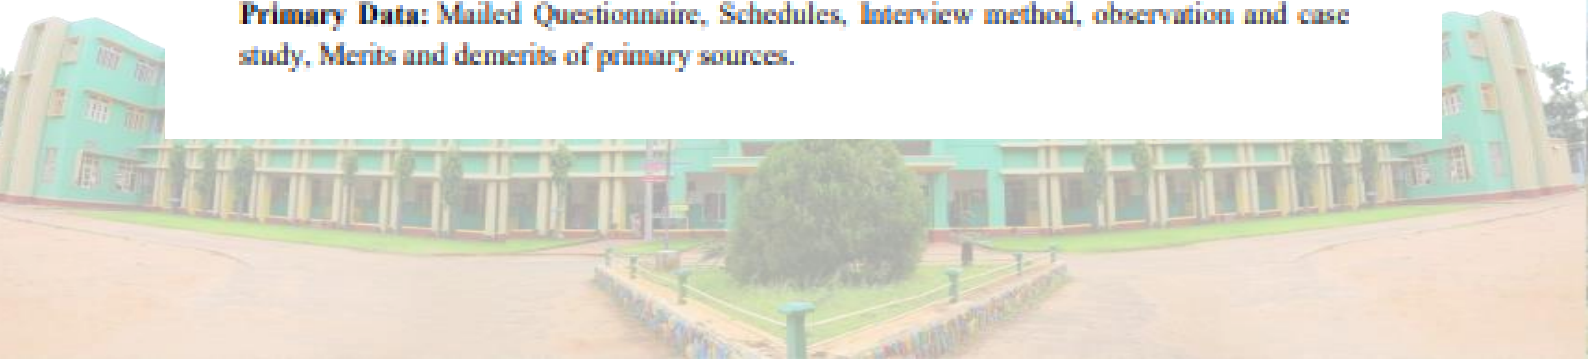 Primary Data: Mailed Questionnaire, Schedules, Interview method, observation and case
study, Merits and demerits of primary sources.